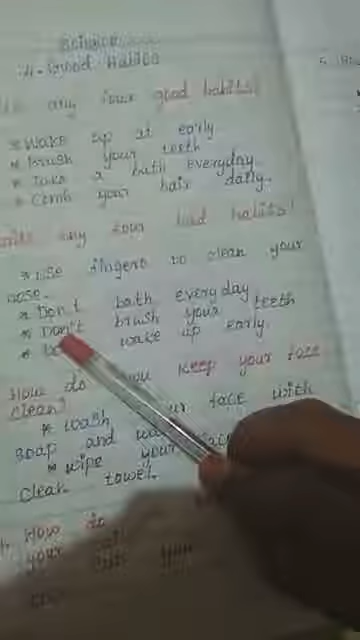 Science
4. Good Habits
any four good habits!
* Wake up at early
* Brush your teeth
* Take a bath everyday
* Comb your hair daily.
any four bad habits!
* Use fingers to clean your
nose.
* Don't bath everyday
* Don't brush your teeth
* wake up early.
How do you keep your face
clean?
* wash face with
soap and
* wipe your
clean towel.
How do
your